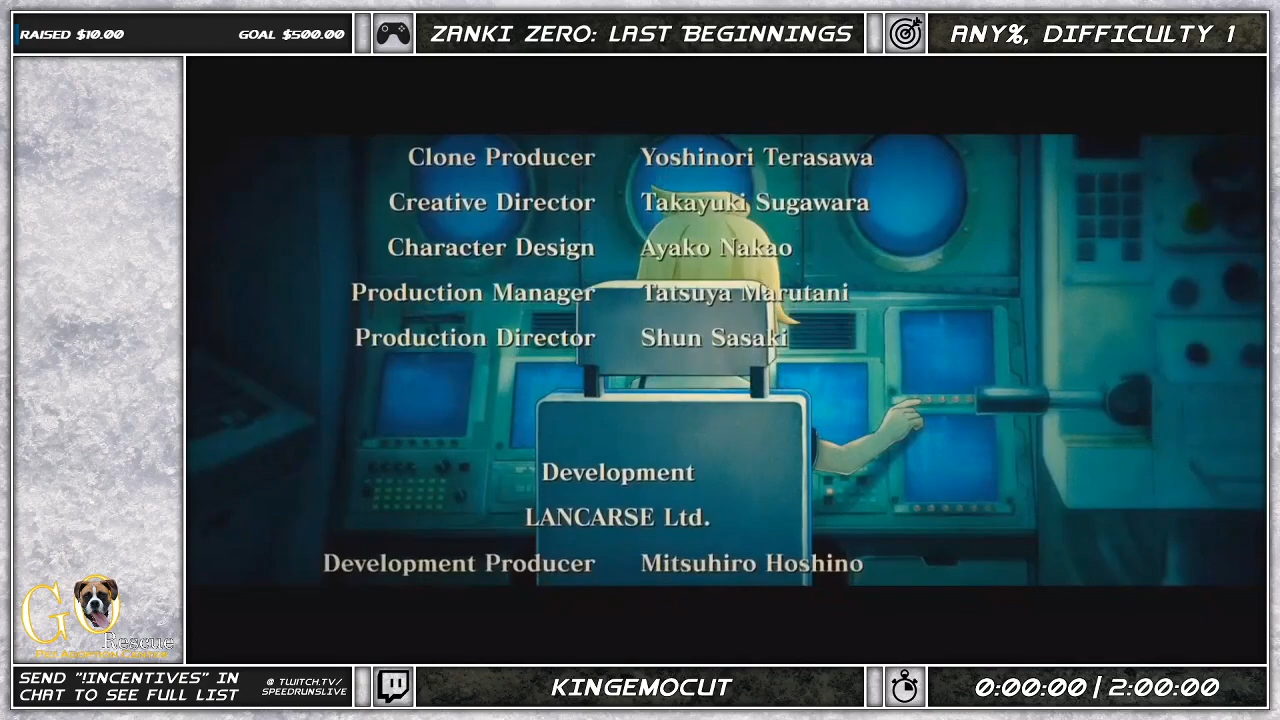 RAISED $10.00
GOAL $500.00
ZANKI ZERO: LAST BEGINNINGS
ANY%, DIFFICULTY 1
Clone Producer Yoshinori Terasawa
Creative Director Takayuki Sugawara
Character Design Ayako Nakao
Production Manager Tatsuya Marutani
Production Director Shun Sasaki
Development
LANCARSE Ltd.
Development Producer Mitsuhiro Hoshino
GO
Rescue
SEND "!INCENTIVES" IN
CHAT TO SEE FULL LIST
@ TWITCH.TV/
SPEEDRUNSLIVE
KINGEMOCUT
0:00:00 | 2:00:00